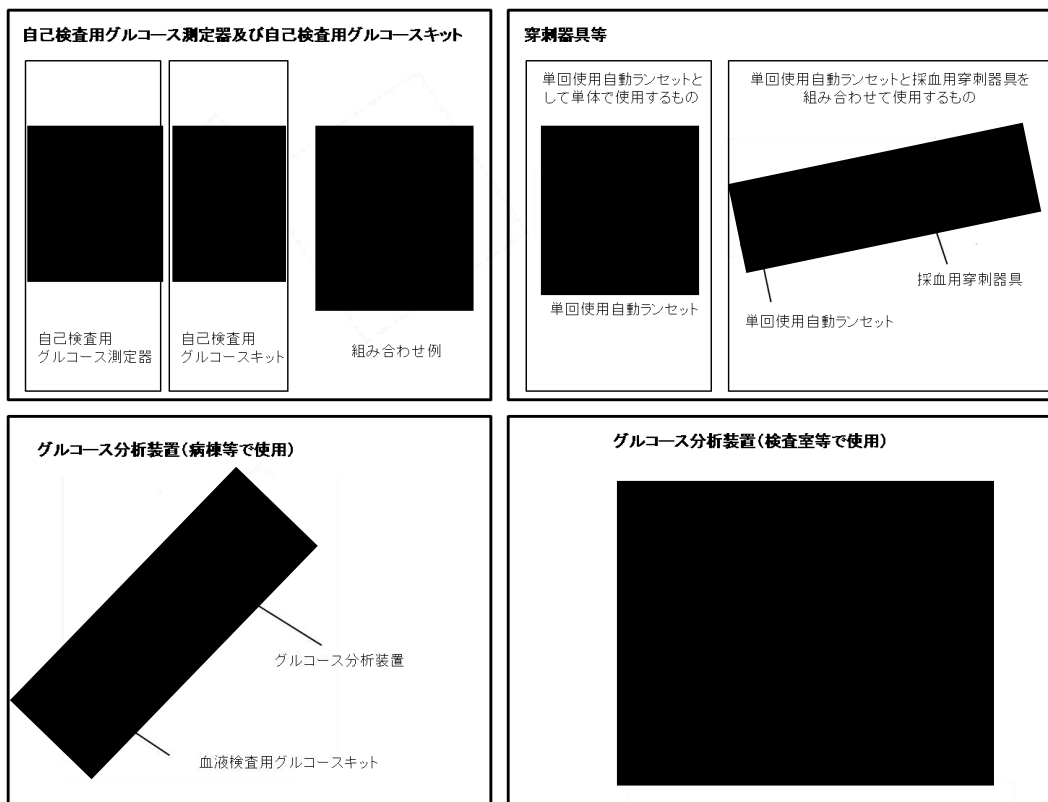 自己検査用グルコース測定器及び自己検査用グルコースキット
自己検査用
グルコース測定器
自己検査用
グルコースキット
組み合わせ例
穿刺器具等
単回使用自動ランセットと
して単体で使用するもの
単回使用自動ランセット
単回使用自動ランセットと採血用穿刺器具を
組み合わせて使用するもの
採血用穿刺器具
単回使用自動ランセット
グルコース分析装置(病棟等で使用)
グルコース分析装置
血液検査用グルコースキット
グルコース分析装置(検査室等で使用)